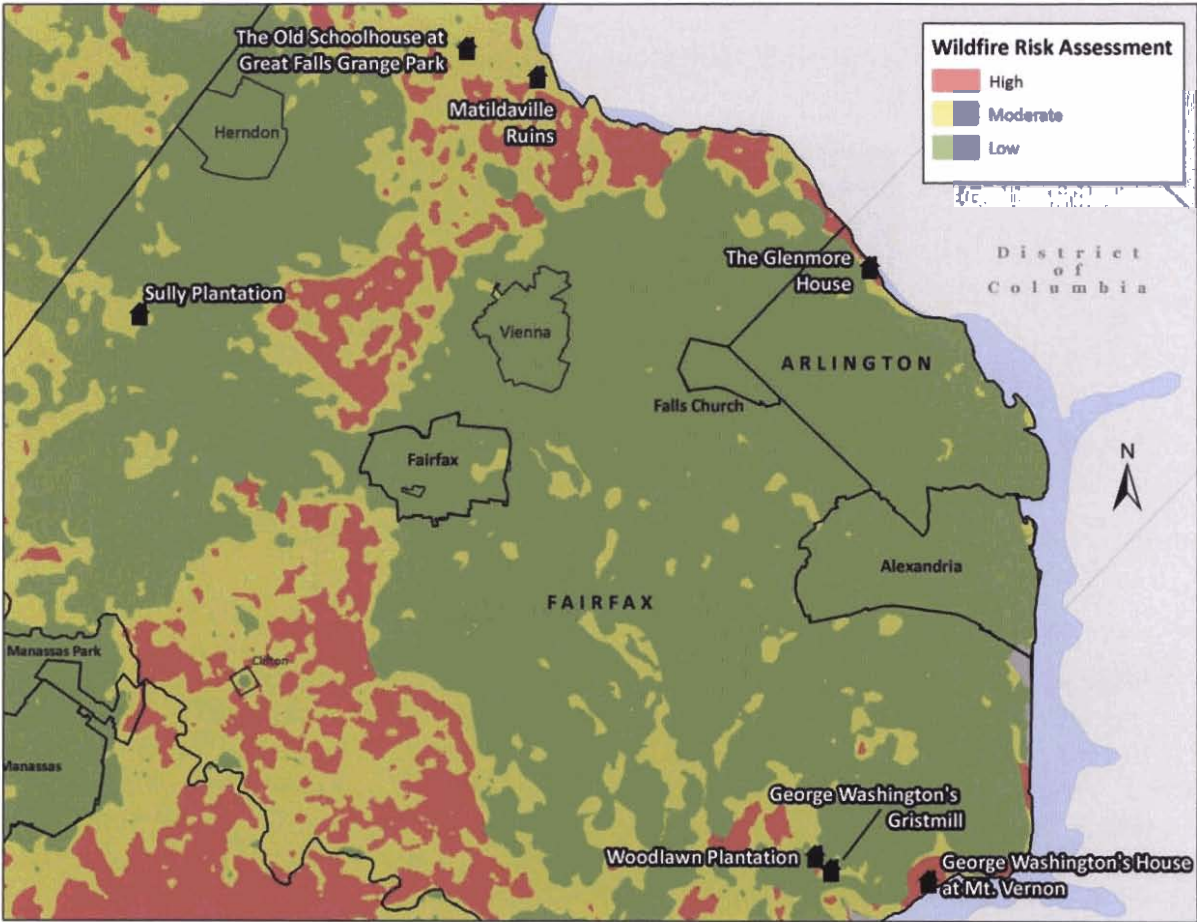 The Old Schoolhouse at
Great Falls Grange Park
Matildaville
Ruins
Herndon
Wildfire Risk Assessment
High
Moderate
Low
The Glenmore
House
District
of
Columbia
Sully Plantation
Vienna
ARLINGTON
Falls Church
Fairfax
N
Alexandria
FAIRFAX
Manassas Park
Clifton
Manassas
George Washington's
Gristmill
Woodlawn Plantation
George Washington's House
at Mt. Vernon